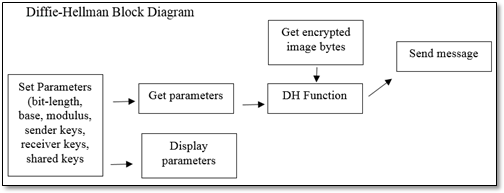 Diffie-Hellman Block Diagram
Get encrypted
image bytes
Send message
Set Parameters
(bit-length,
base, modulus,
sender keys,
receiver keys,
shared keys
Get parameters
DH Function
Display
parameters